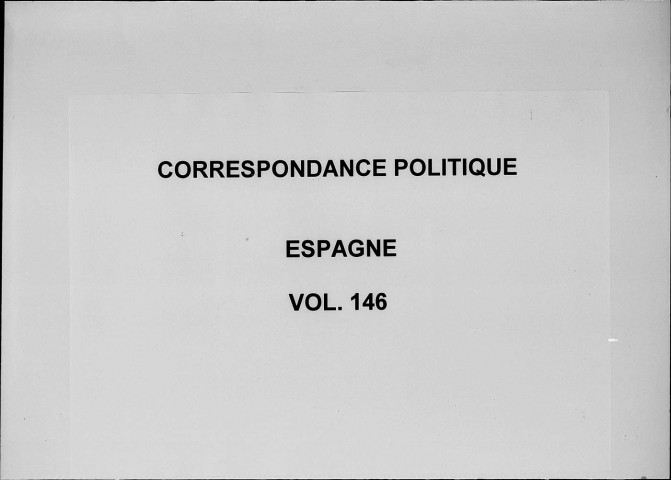 CORRESPONDANCE POLITIQUE
ESPAGNE
VOL. 146